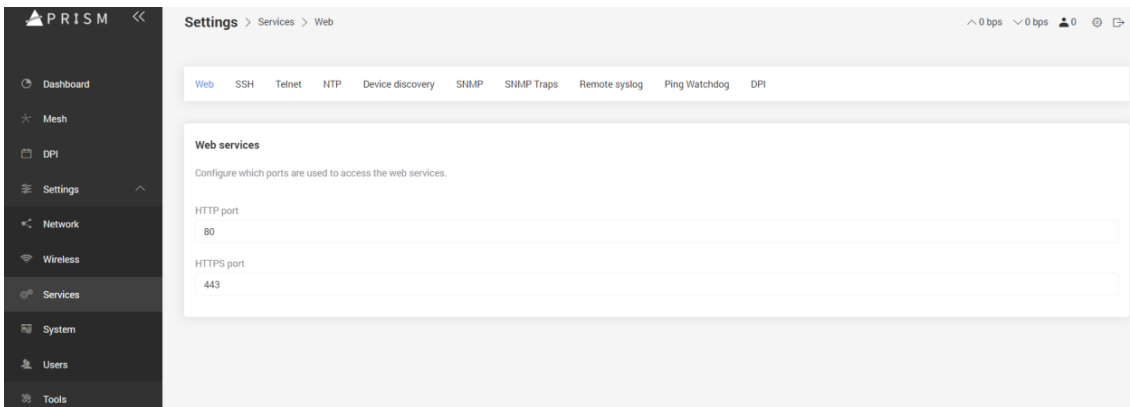 PRISM
Settings > Services > Web
0 bps 0 bps 0
Dashboard
Mesh
DPI
Settings
Network
Wireless
Services
System
Users
Tools
Web SSH Telnet NTP Device discovery SNMP SNMP Traps Remote syslog Ping Watchdog DPI
Web services
Configure which ports are used to access the web services.
HTTP port
80
HTTPS port
443